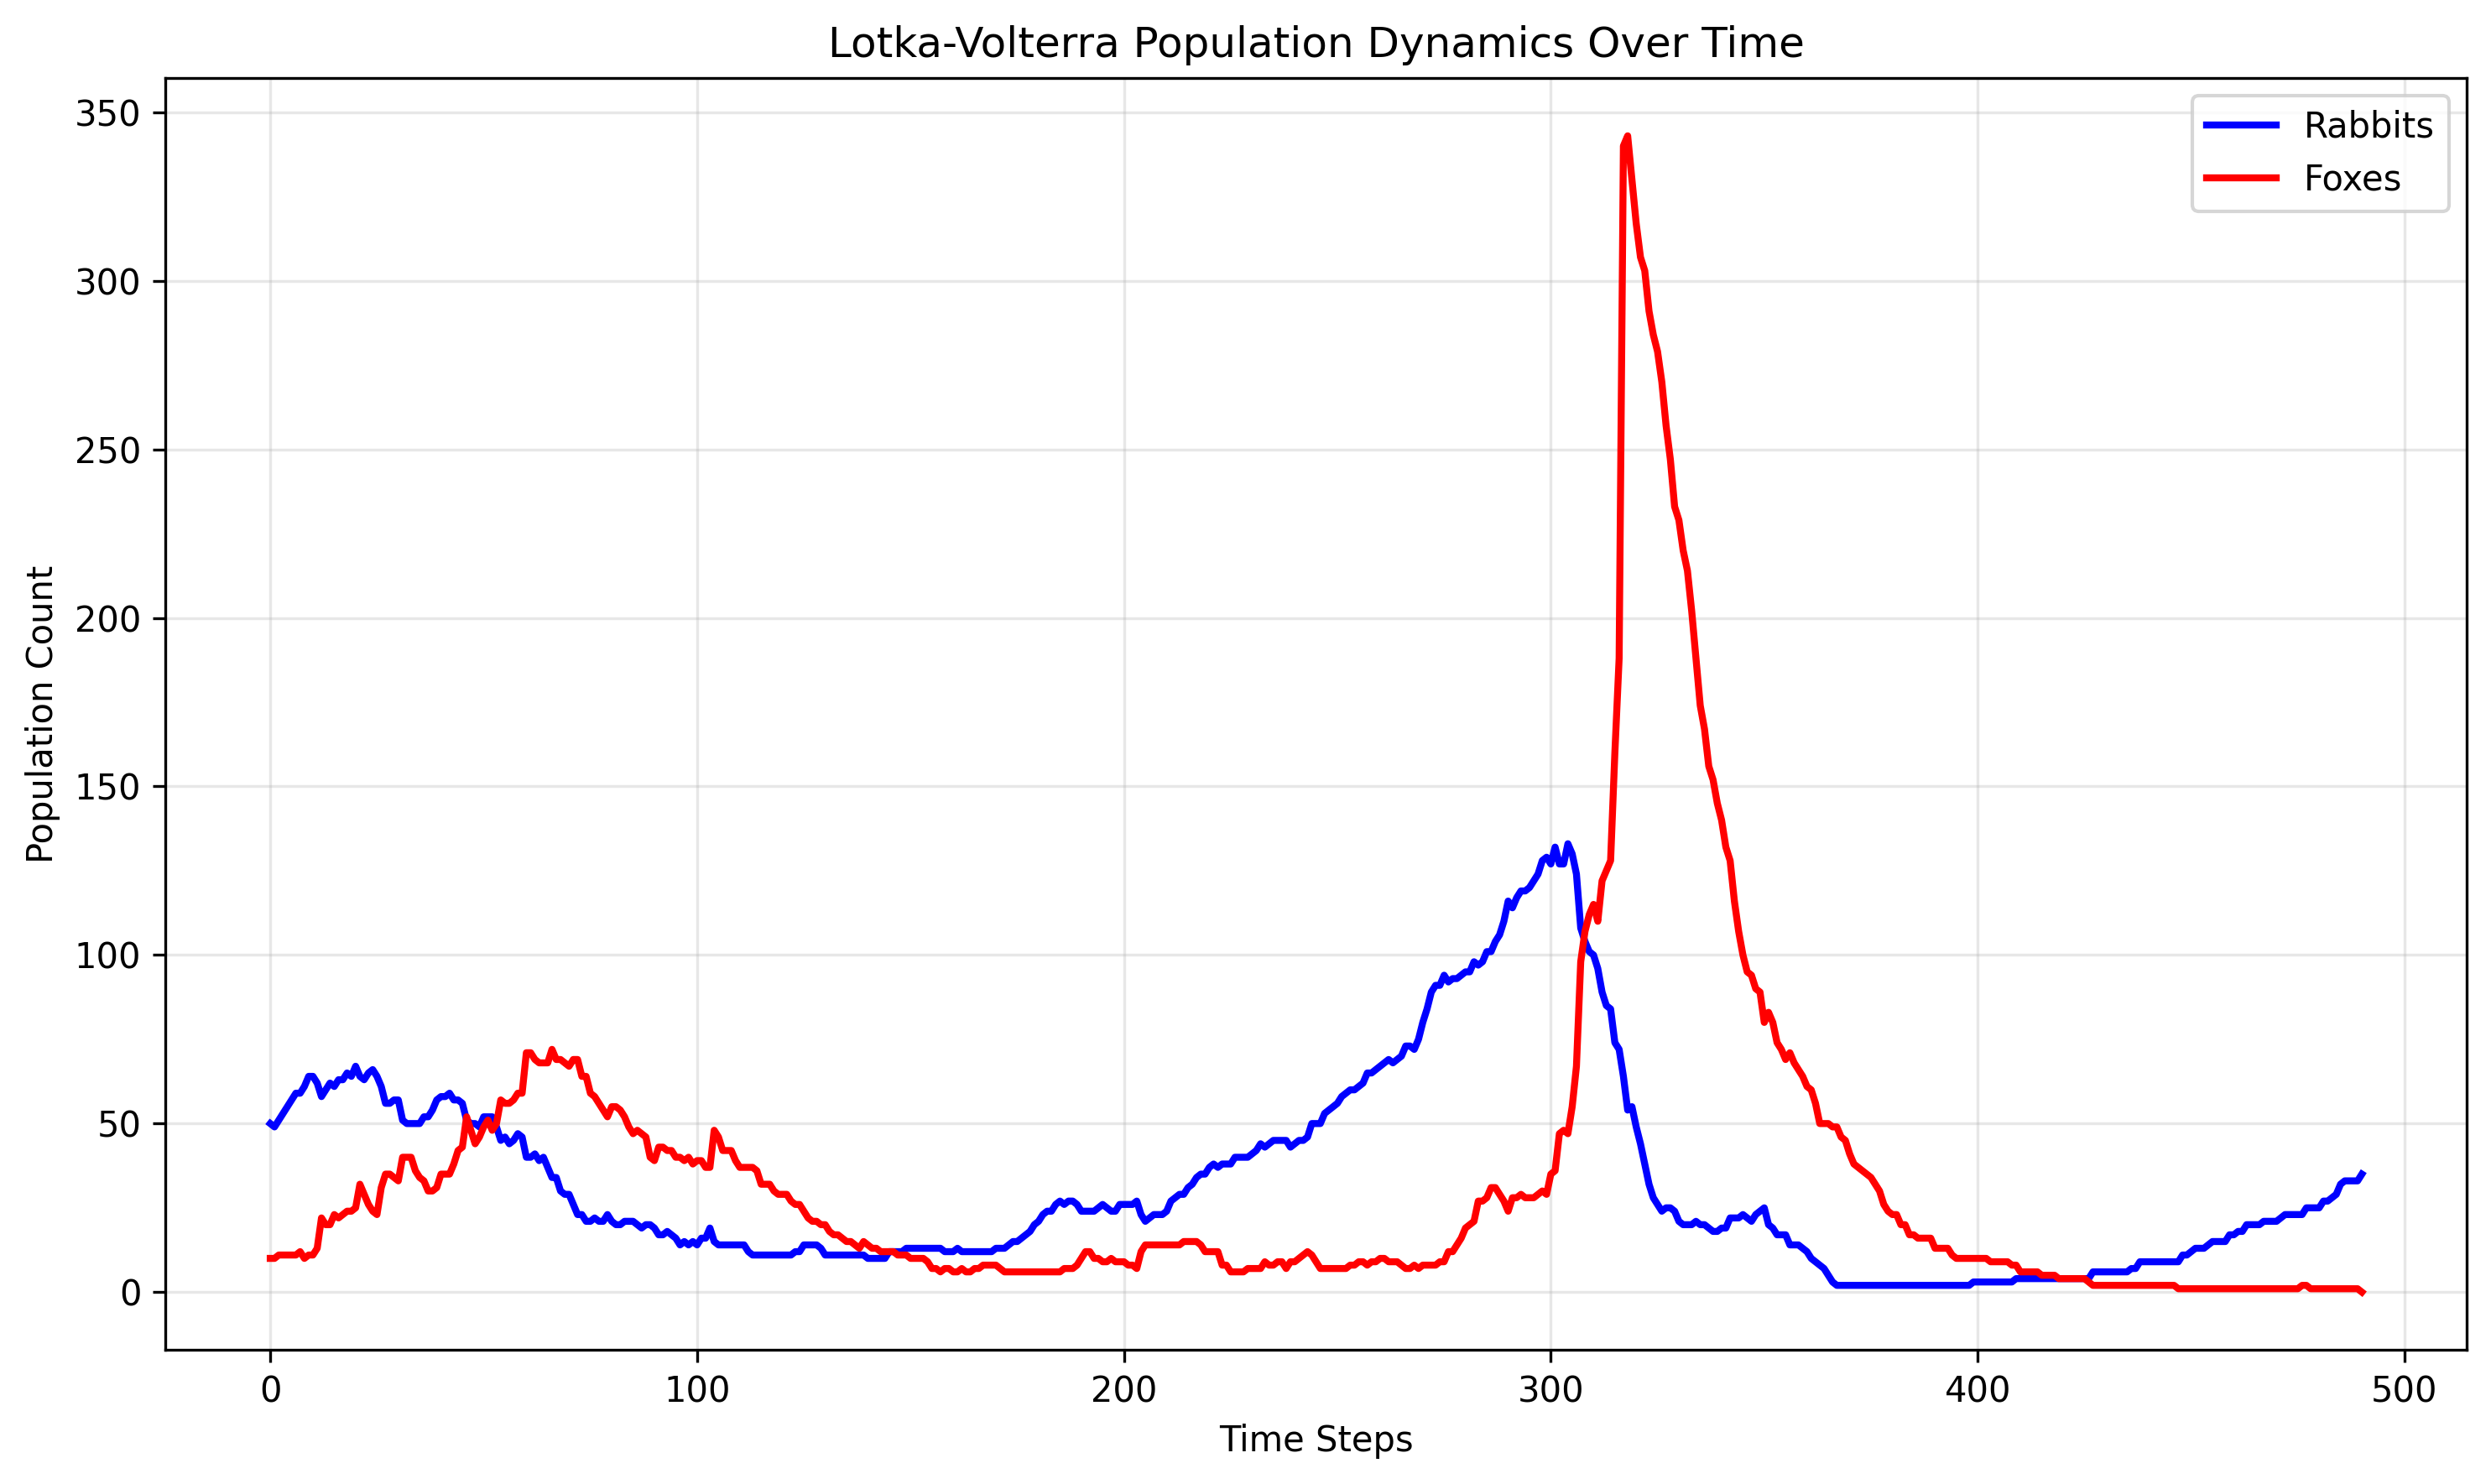 Lotka-Volterra Population Dynamics Over Time
Rabbits
Foxes
Population Count
350
300
250
200
150
100
50
0
0 100 200 300 400 500
Time Steps